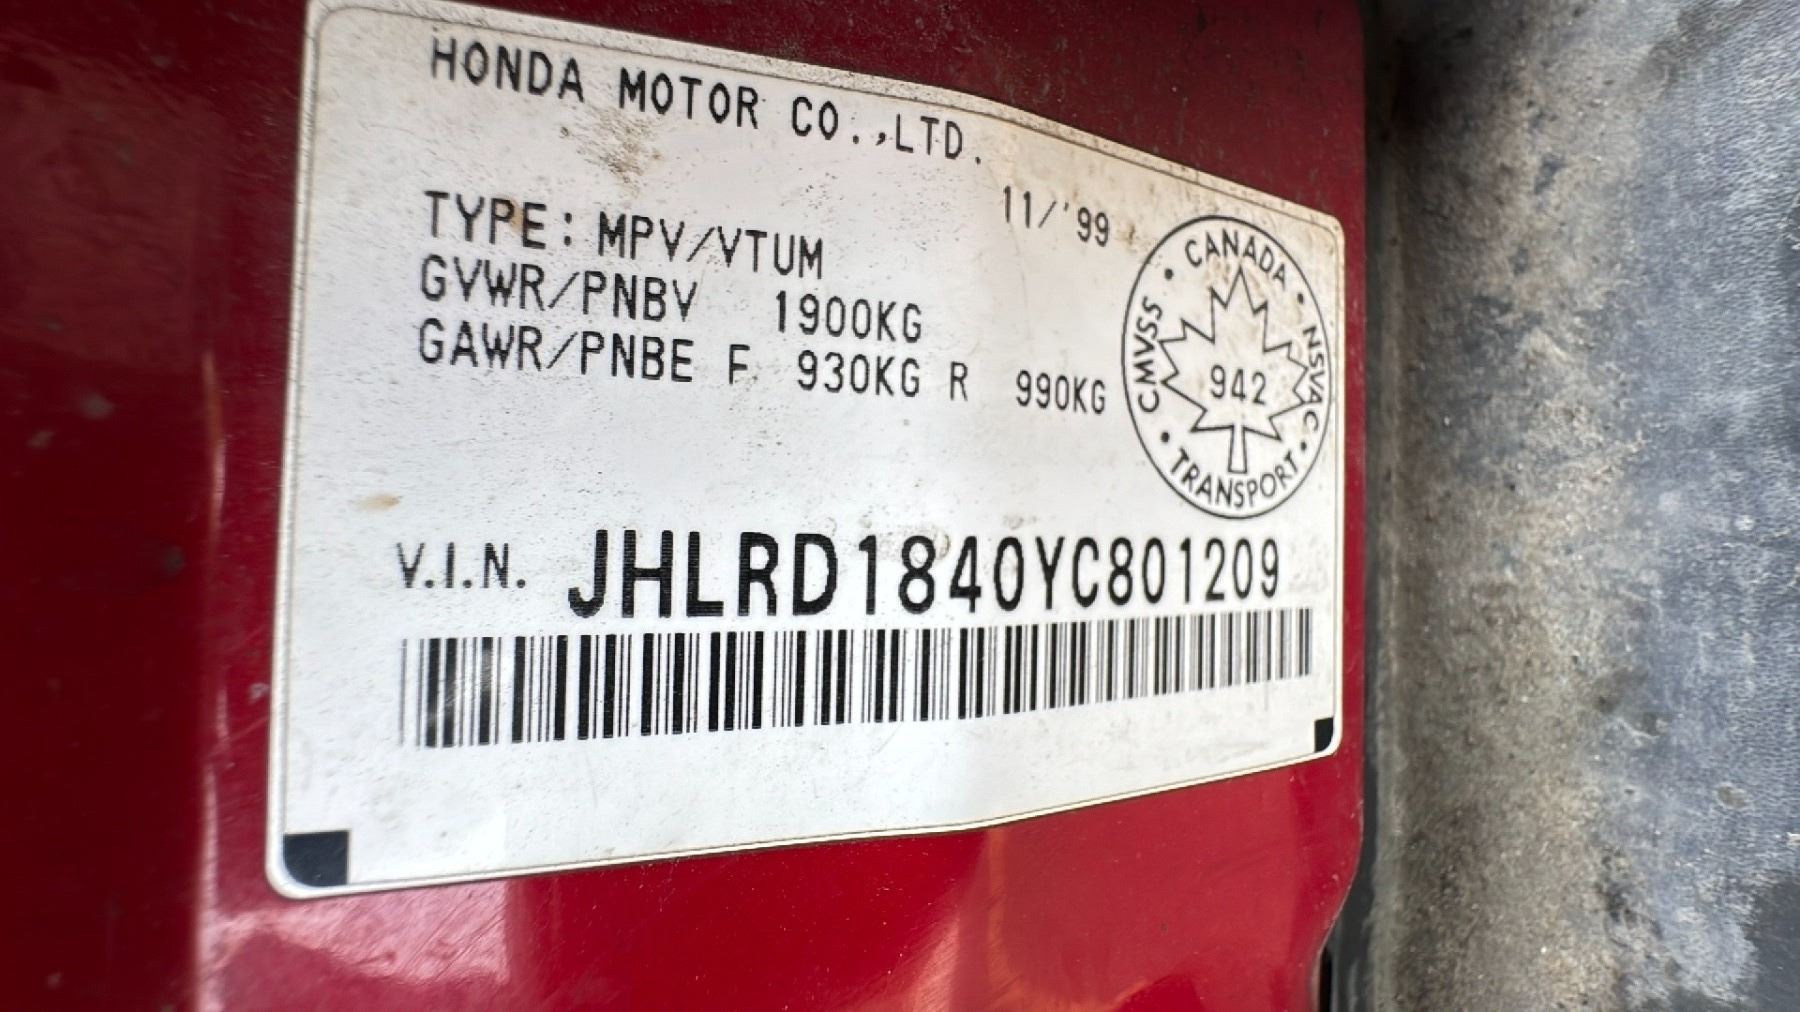 HONDA MOTOR CO.,LTD.
11/'99
TYPE: MPV/VTUM
GVWR/PNBV 1900KG
GAWR/PNBE F 930KG R 990KG
CANADA • NSVAC • TRANSPORT • CMVSS •
942
V.I.N. JHLRD1840YC801209